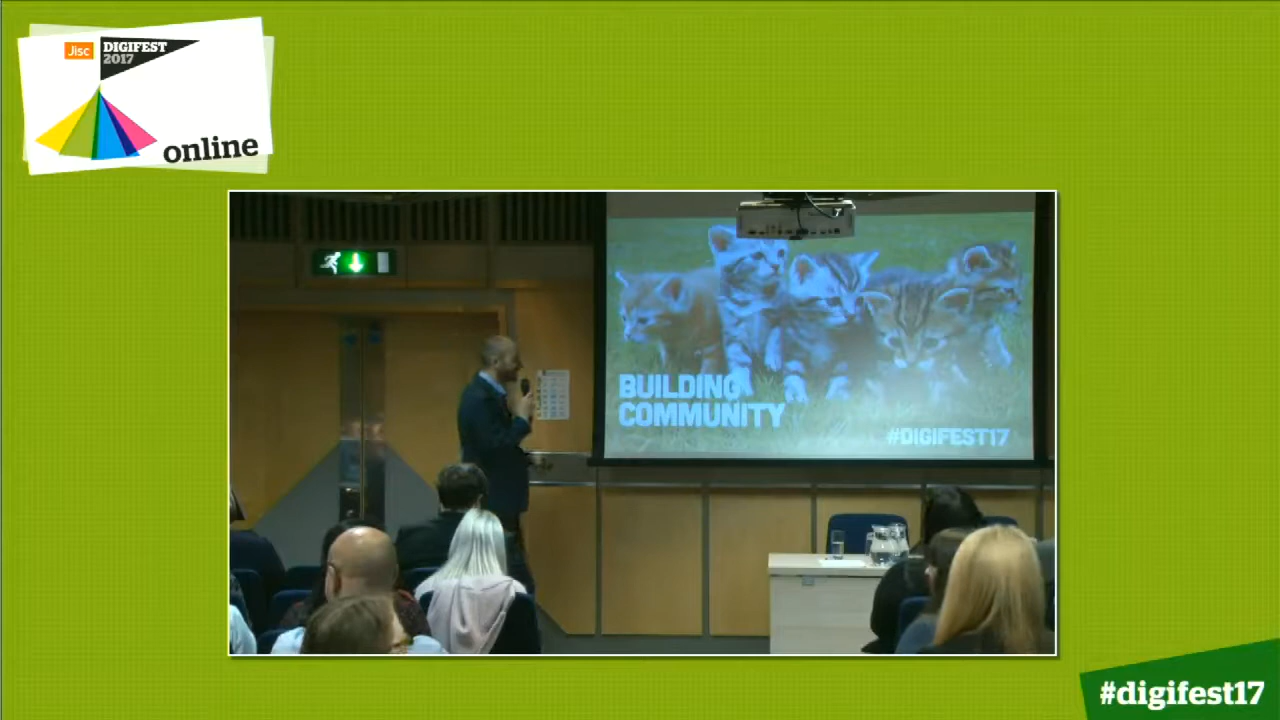 Jisc
DIGIFEST
2017
online
BUILDING
COMMUNITY
#DIGIFEST17
#digifest17